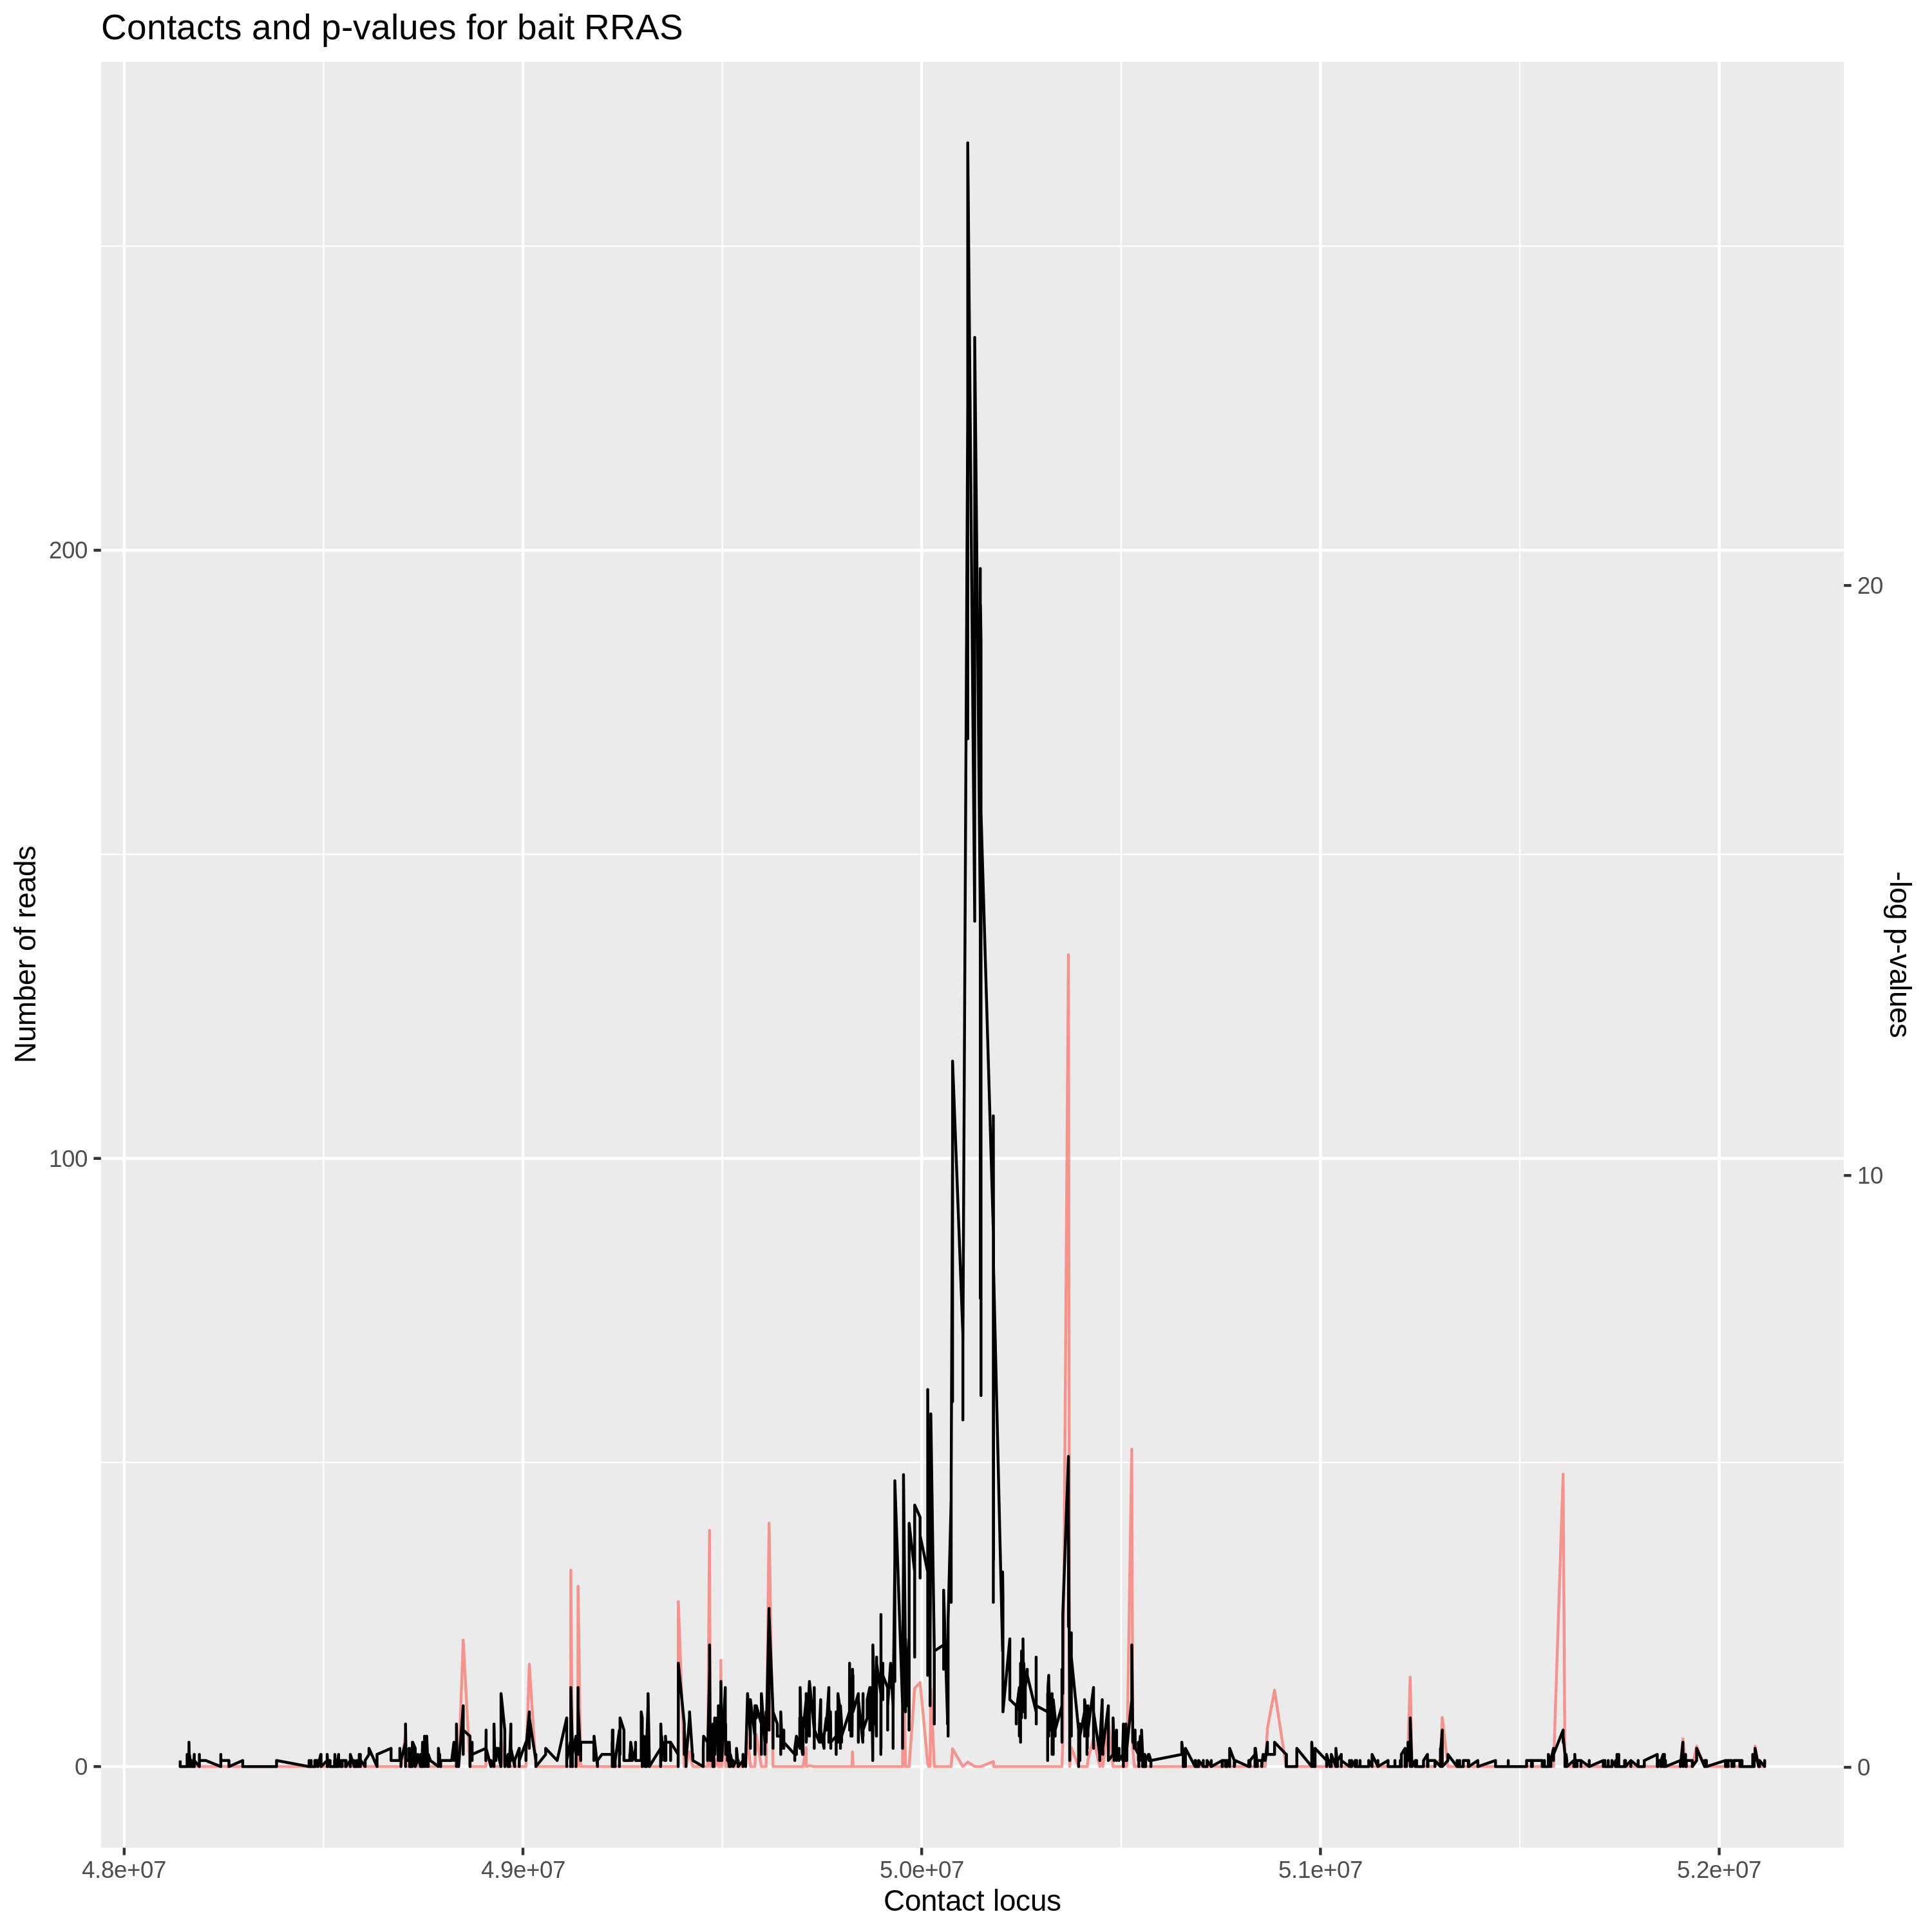 Contacts and p-values for bait RRAS
Number of reads
200
100
0
20
10
0
-log p-values
4.8e+07
4.9e+07
5.0e+07
5.1e+07
5.2e+07
Contact locus